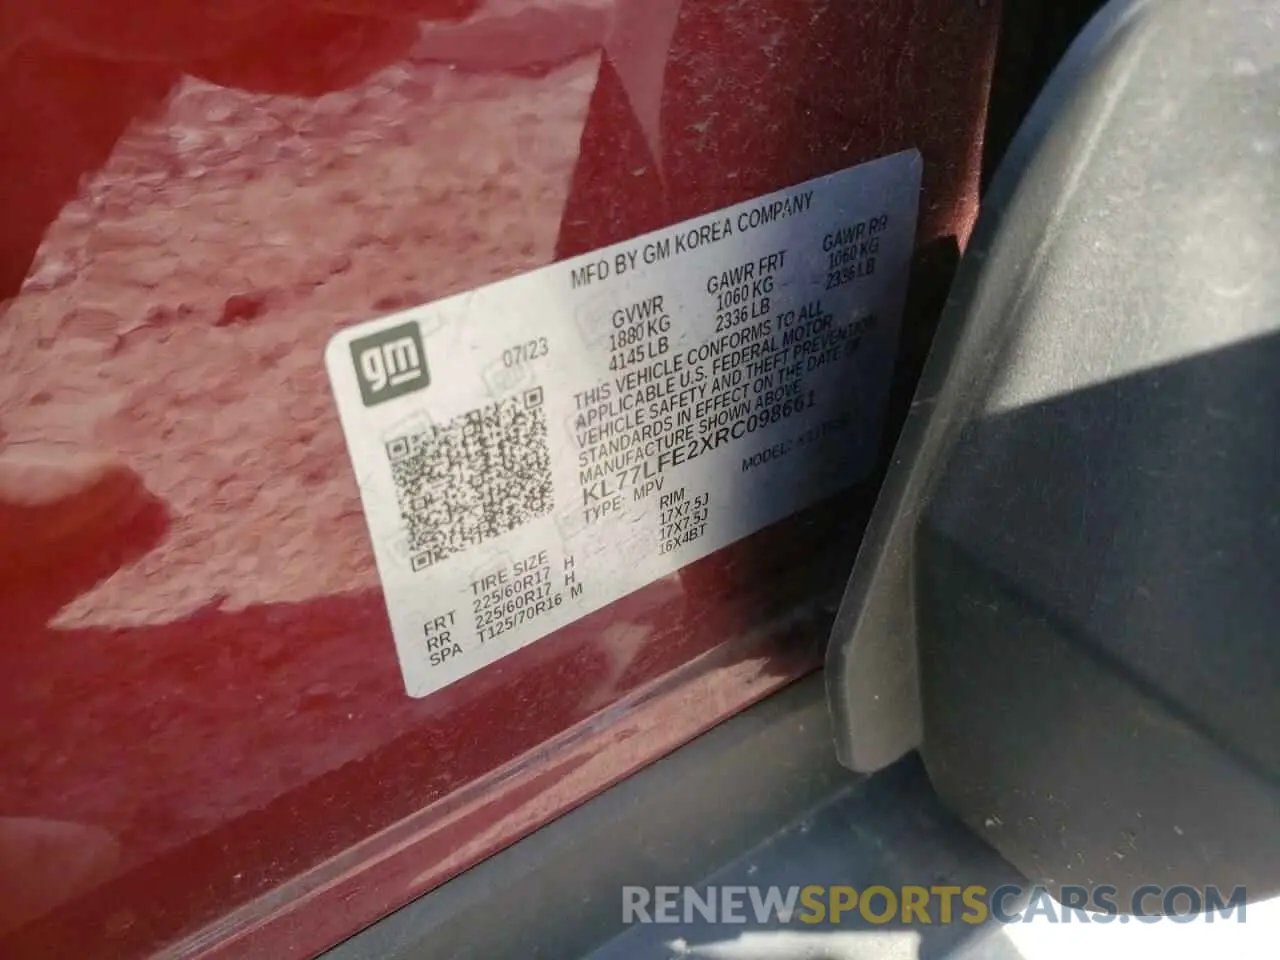 MFD BY GM KOREA COMPANY
gm
07/23
GVWR GAWR FRT GAWR RR
1880 KG 1060 KG 1060 KG
4145 LB 2336 LB 2336 LB
THIS VEHICLE CONFORMS TO ALL
APPLICABLE U.S. FEDERAL MOTOR
VEHICLE SAFETY AND THEFT PREVENTION
STANDARDS IN EFFECT ON THE DATE OF
MANUFACTURE SHOWN ABOVE
KL77LFE2XRC098661
TYPE: MPV MODEL:
TIRE SIZE RIM
FRT 225/60R17 H 17X7.5J
RR 225/60R17 H 17X7.5J
SPA T125/70R16 M 16X4BT
RENEWSPORTSCARS.COM